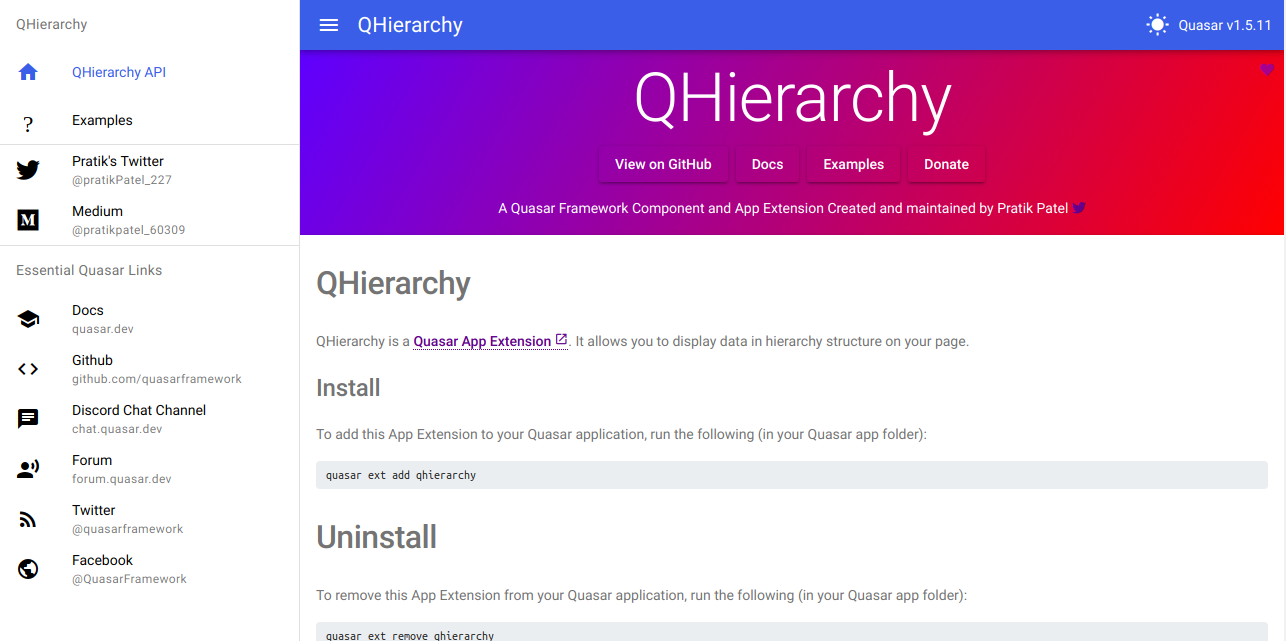 QHierarchy
QHierarchy API
Examples
Pratik's Twitter
@pratikPatel_227
Medium
@pratikpatel_60309
Essential Quasar Links
Docs
quasar.dev
Github
github.com/quasarframework
Discord Chat Channel
chat.quasar.dev
Forum
forum.quasar.dev
Twitter
@quasarframework
Facebook
@QuasarFramework
QHierarchy
Quasar v1.5.11
QHierarchy
View on GitHub
Docs
Examples
Donate
A Quasar Framework Component and App Extension Created and maintained by Pratik Patel
QHierarchy
QHierarchy is a Quasar App Extension. It allows you to display data in hierarchy structure on your page.
Install
To add this App Extension to your Quasar application, run the following (in your Quasar app folder):
quasar ext add qhierarchy
Uninstall
To remove this App Extension from your Quasar application, run the following (in your Quasar app folder):
quasar ext remove qhierarchy